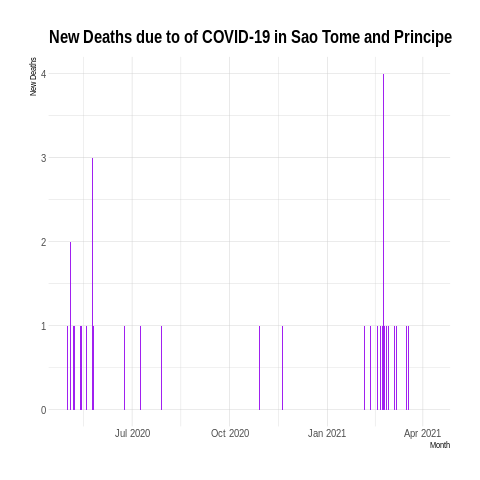 New Deaths due to of COVID-19 in Sao Tome and Principe
New Deaths
4
3
2
1
0
Jul 2020
Oct 2020
Jan 2021
Apr 2021
Month